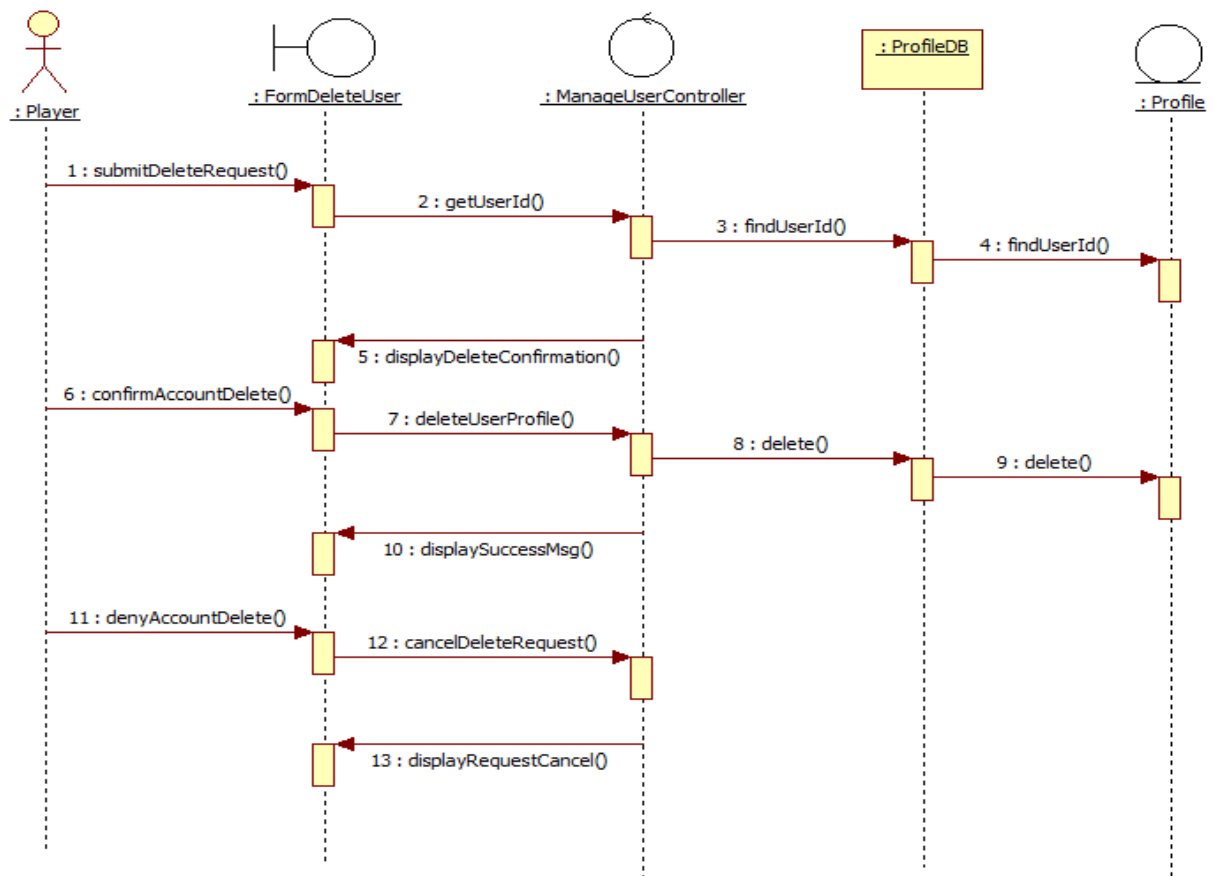 : Player
: FormDeleteUser
: ManageUserController
: ProfileDB
: Profile
1 : submitDeleteRequest()
2 : getUserId()
3 : findUserId()
4 : findUserId()
5 : displayDeleteConfirmation()
6 : confirmAccountDelete()
7 : deleteUserProfile()
8 : delete()
9 : delete()
10 : displaySuccessMsg()
11 : denyAccountDelete()
12 : cancelDeleteRequest()
13 : displayRequestCancel()